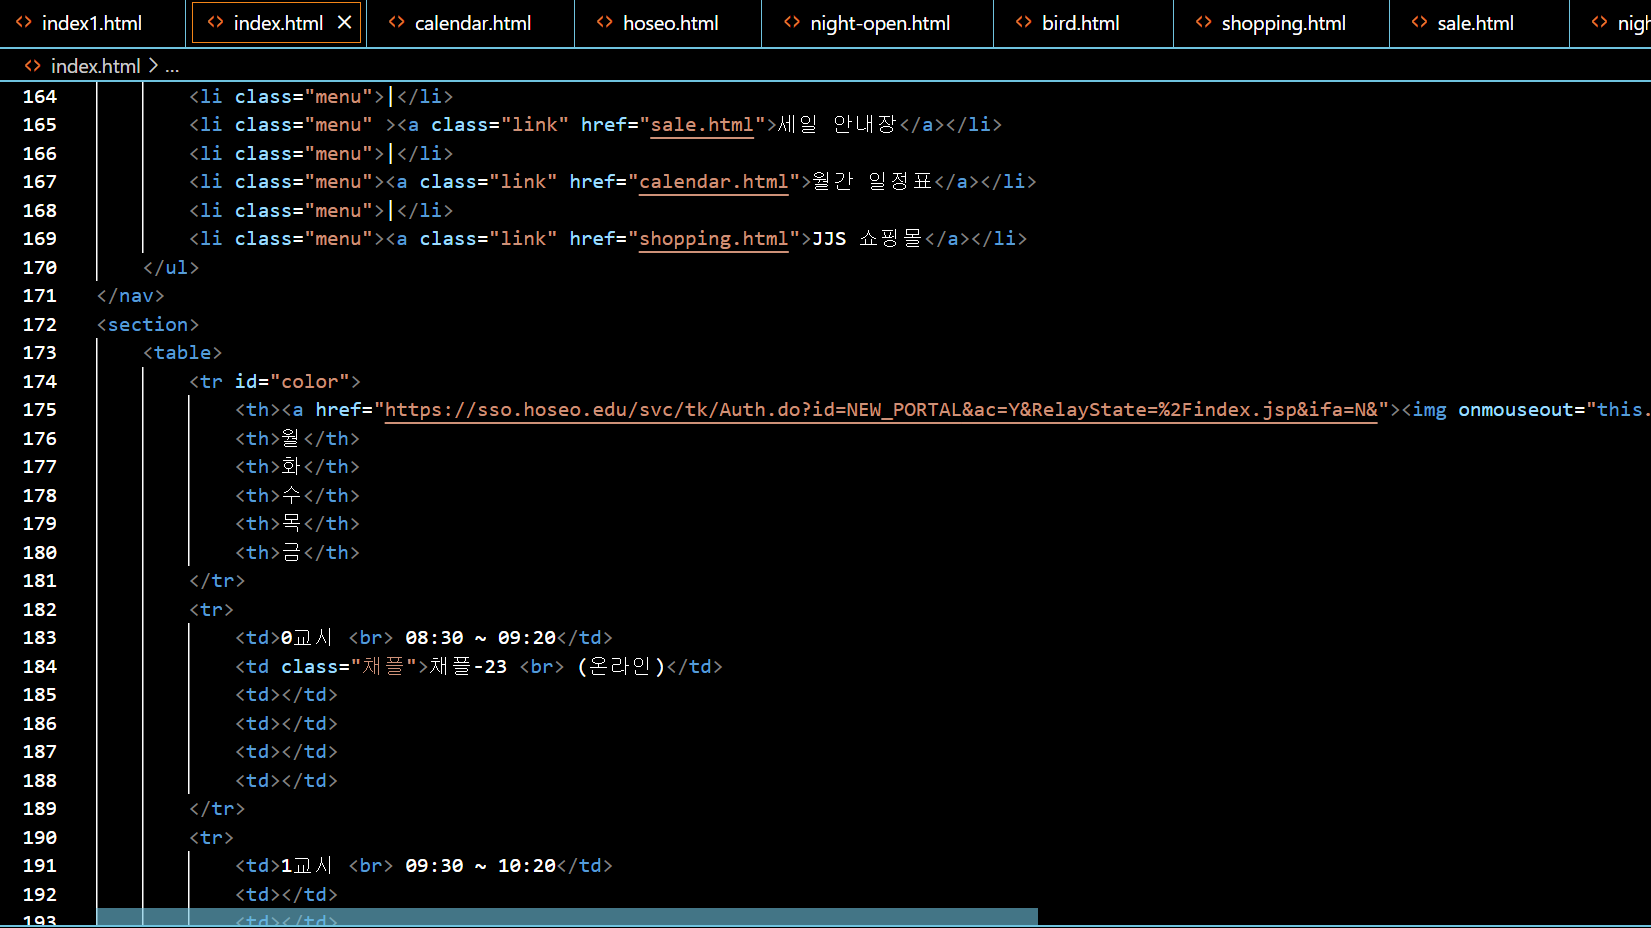 index1.html index.html calendar.html hoseo.html night-open.html bird.html shopping.html sale.html nigh
index.html > ...
164 <li class="menu">|</li>
165 <li class="menu" ><a class="link" href="sale.html">세일 안내장</a></li>
166 <li class="menu">|</li>
167 <li class="menu"><a class="link" href="calendar.html">월간 일정표</a></li>
168 <li class="menu">|</li>
169 <li class="menu"><a class="link" href="shopping.html">JJS 쇼핑몰</a></li>
170 </ul>
171 </nav>
172 <section>
173 <table>
174 <tr id="color">
175 <th><a href="https://sso.hoseo.edu/svc/tk/Auth.do?id=NEW_PORTAL&ac=Y&RelayState=%2Findex.jsp&ifa=N&"><img onmouseout="this.
176 <th>월</th>
177 <th>화</th>
178 <th>수</th>
179 <th>목</th>
180 <th>금</th>
181 </tr>
182 <tr>
183 <td>0교시 <br> 08:30 ~ 09:20</td>
184 <td class="채플">채플-23 <br> (온라인)</td>
185 <td></td>
186 <td></td>
187 <td></td>
188 <td></td>
189 </tr>
190 <tr>
191 <td>1교시 <br> 09:30 ~ 10:20</td>
192 <td></td>
193 <td></td>